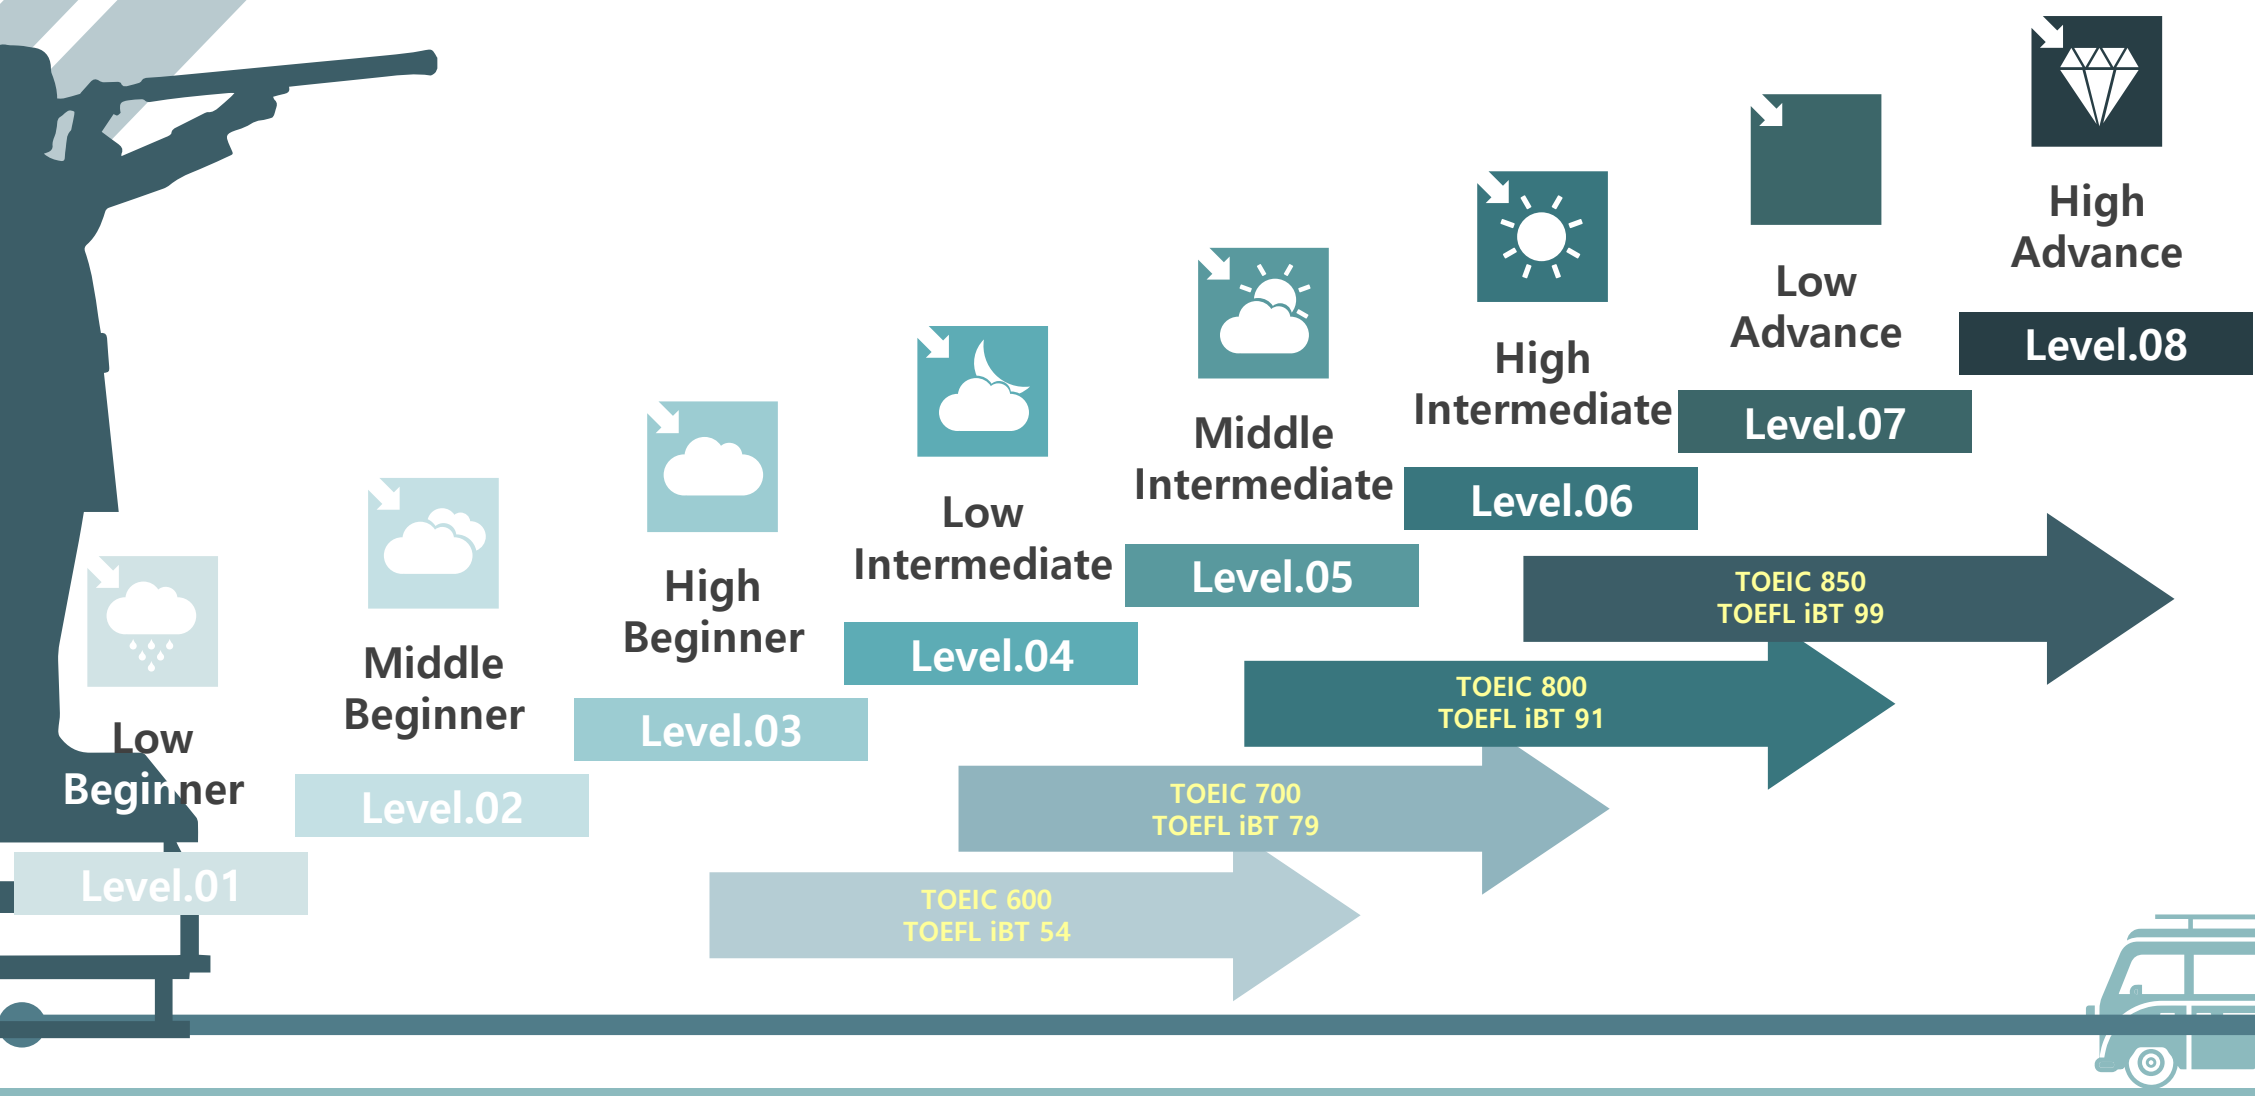 Low
Beginner
Level.01
Middle
Beginner
Level.02
High
Beginner
Level.03
Low
Intermediate
Level.04
Middle
Intermediate
Level.05
High
Intermediate
Level.06
Low
Advance
Level.07
High
Advance
Level.08
TOEIC 600
TOEFL iBT 54
TOEIC 700
TOEFL iBT 79
TOEIC 800
TOEFL iBT 91
TOEIC 850
TOEFL iBT 99